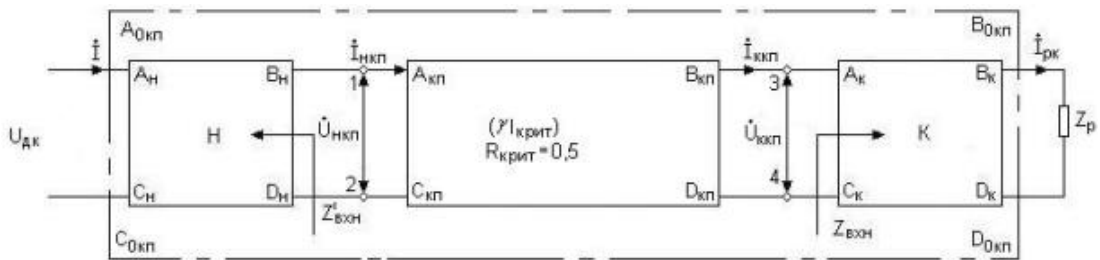 A₀кп B₀кп
İ İнкп İккп İрк
Aн Bн 1 Aкп Bкп 3 Aк Bк
Uдк Н U̇нкп (γlкрит) U̇ккп К Zр
Rкрит=0,5
Cн Dн 2 Cкп Dкп 4 Cк Dк
Z'вхн Zвхн
C₀кп D₀кп